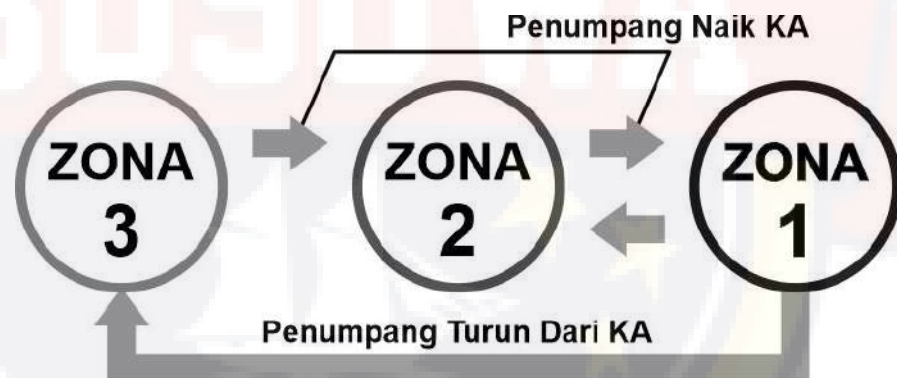 Penumpang Naik KA
ZONA
3
ZONA
2
ZONA
1
Penumpang Turun Dari KA